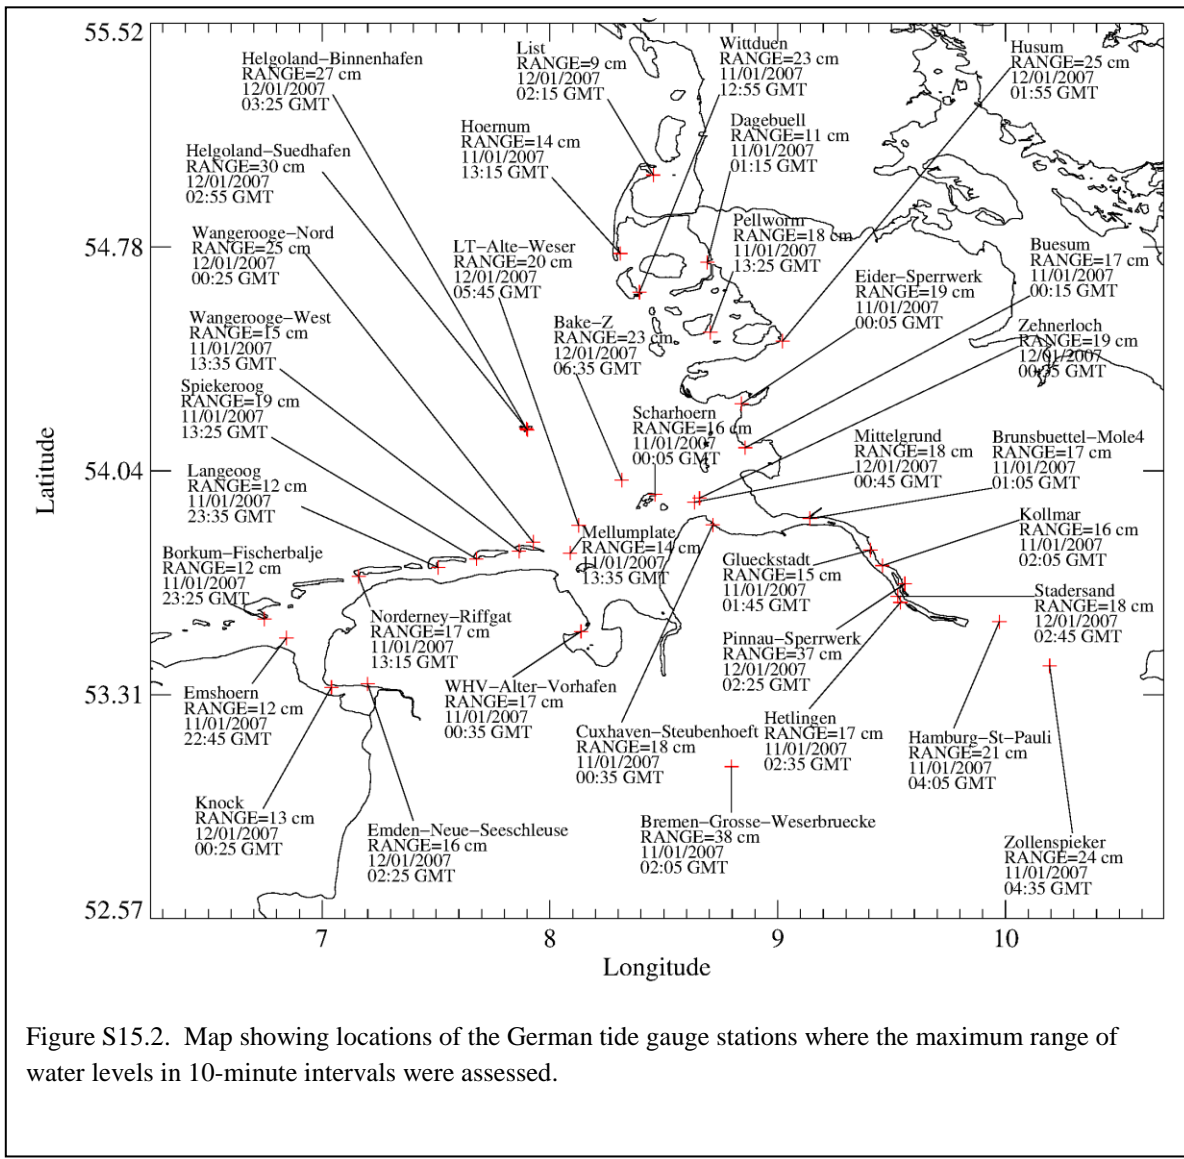 55.52
54.78
54.04
53.31
52.57
Latitude
7
8
9
10
Longitude
Helgoland−Binnenhafen
RANGE=27 cm
12/01/2007
03:25 GMT
List
RANGE=9 cm
12/01/2007
02:15 GMT
Wittduen
RANGE=23 cm
11/01/2007
12:55 GMT
Husum
RANGE=25 cm
12/01/2007
01:55 GMT
Hoernum
RANGE=14 cm
11/01/2007
13:15 GMT
Dagebuell
RANGE=11 cm
11/01/2007
01:15 GMT
Helgoland−Suedhafen
RANGE=30 cm
12/01/2007
02:55 GMT
Pellworm
RANGE=18 cm
11/01/2007
13:25 GMT
Wangerooge−Nord
RANGE=25 cm
12/01/2007
00:25 GMT
LT−Alte−Weser
RANGE=20 cm
12/01/2007
05:45 GMT
Buesum
RANGE=17 cm
11/01/2007
00:15 GMT
Eider−Sperrwerk
RANGE=19 cm
11/01/2007
00:05 GMT
Wangerooge−West
RANGE=15 cm
11/01/2007
13:35 GMT
Bake−Z
RANGE=23 cm
12/01/2007
06:35 GMT
Zehnerloch
RANGE=19 cm
12/01/2007
00:35 GMT
Spiekeroog
RANGE=19 cm
11/01/2007
13:25 GMT
Scharhoern
RANGE=16 cm
11/01/2007
00:05 GMT
Mittelgrund
RANGE=18 cm
12/01/2007
00:45 GMT
Brunsbuettel−Mole4
RANGE=17 cm
11/01/2007
01:05 GMT
Langeoog
RANGE=12 cm
11/01/2007
23:35 GMT
Kollmar
RANGE=16 cm
11/01/2007
02:05 GMT
Borkum−Fischerbalje
RANGE=12 cm
11/01/2007
23:25 GMT
Mellumplate
RANGE=14 cm
11/01/2007
13:35 GMT
Glueckstadt
RANGE=15 cm
11/01/2007
01:45 GMT
Stadersand
RANGE=18 cm
12/01/2007
02:45 GMT
Norderney−Riffgat
RANGE=17 cm
11/01/2007
13:15 GMT
Pinnau−Sperrwerk
RANGE=37 cm
12/01/2007
02:25 GMT
Emshoern
RANGE=12 cm
11/01/2007
22:45 GMT
WHV−Alter−Vorhafen
RANGE=17 cm
11/01/2007
00:35 GMT
Cuxhaven−Steubenhoeft
RANGE=18 cm
11/01/2007
00:35 GMT
Hetlingen
RANGE=17 cm
11/01/2007
02:35 GMT
Hamburg−St−Pauli
RANGE=21 cm
11/01/2007
04:05 GMT
Knock
RANGE=13 cm
12/01/2007
00:25 GMT
Emden−Neue−Seeschleuse
RANGE=16 cm
12/01/2007
02:25 GMT
Bremen−Grosse−Weserbruecke
RANGE=38 cm
11/01/2007
02:05 GMT
Zollenspieker
RANGE=24 cm
11/01/2007
04:35 GMT
Figure S15.2. Map showing locations of the German tide gauge stations where the maximum range of
water levels in 10-minute intervals were assessed.